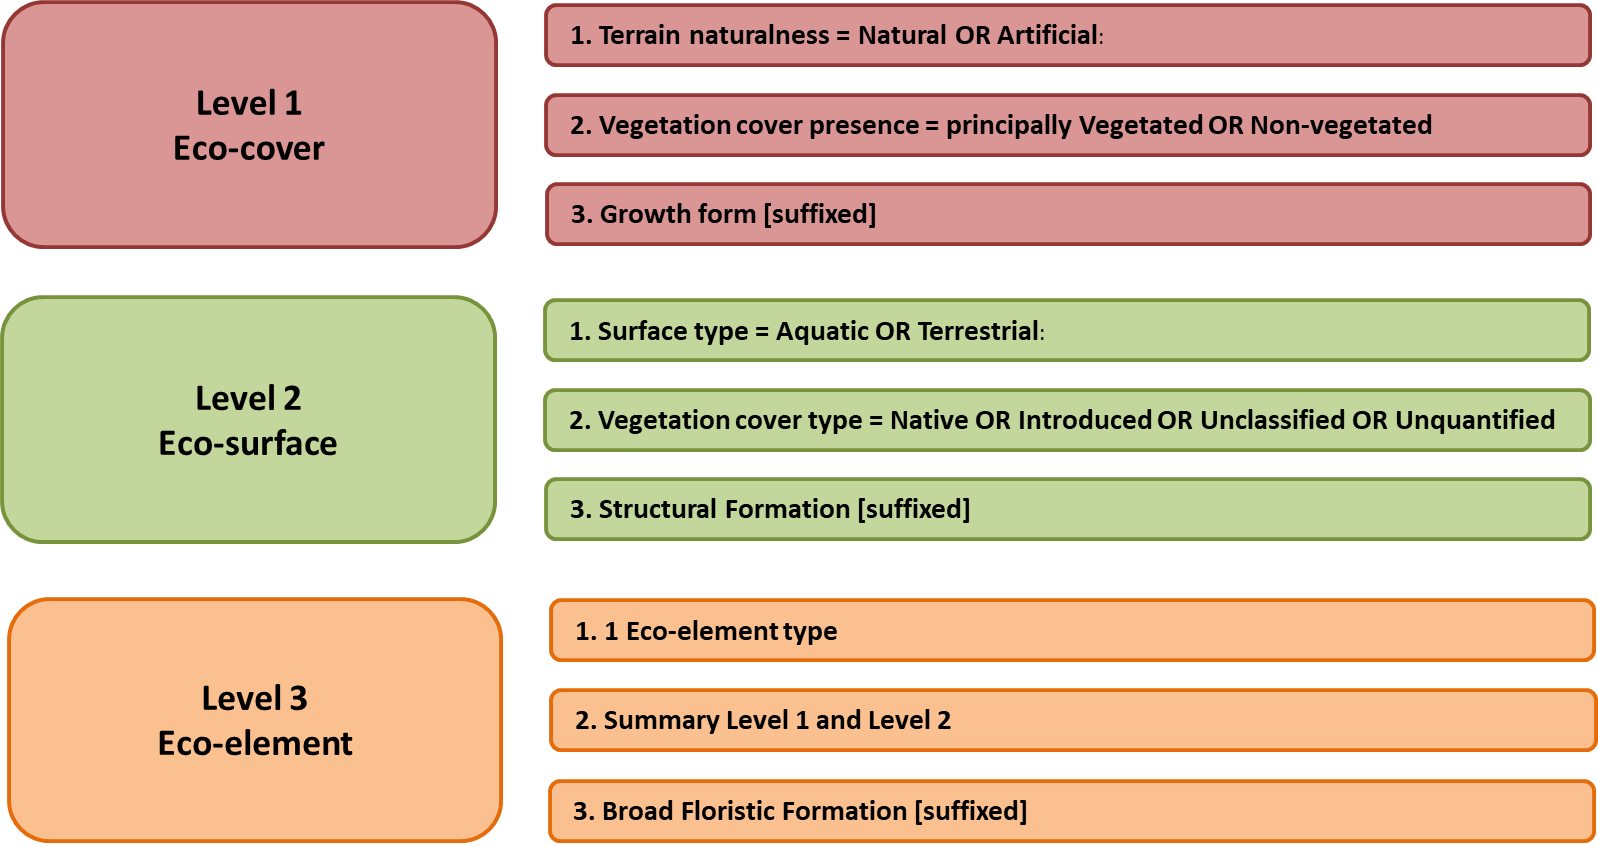 Level 1
Eco-cover
1. Terrain naturalness = Natural OR Artificial:
2. Vegetation cover presence = principally Vegetated OR Non-vegetated
3. Growth form [suffixed]
Level 2
Eco-surface
1. Surface type = Aquatic OR Terrestrial:
2. Vegetation cover type = Native OR Introduced OR Unclassified OR Unquantified
3. Structural Formation [suffixed]
Level 3
Eco-element
1. 1 Eco-element type
2. Summary Level 1 and Level 2
3. Broad Floristic Formation [suffixed]